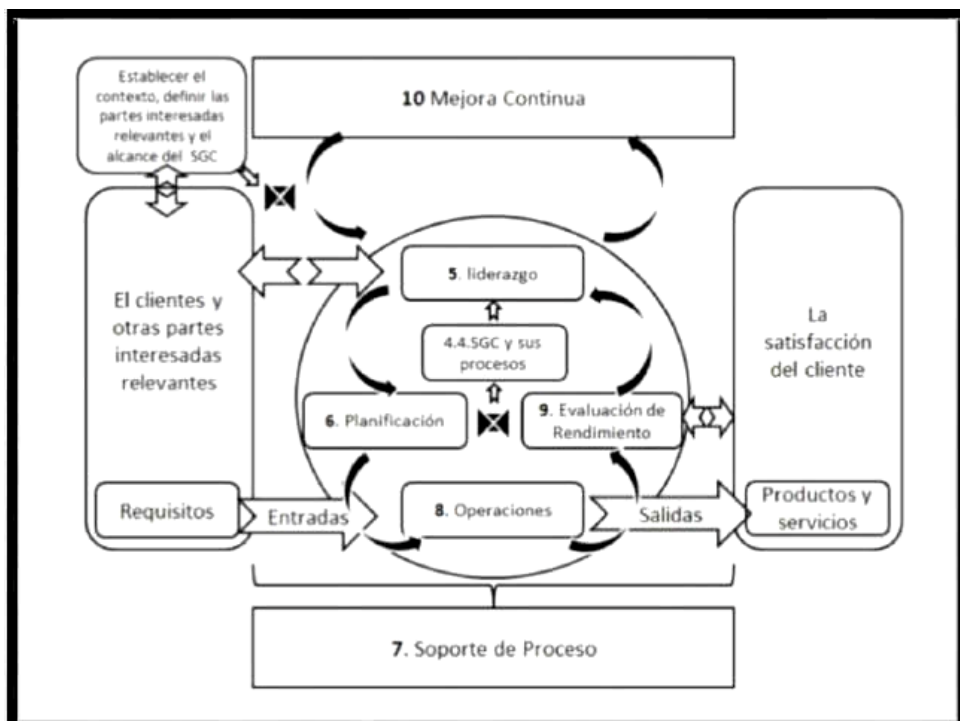 Establecer el
contexto, definir las
partes interesadas
relevantes y el
alcance del SGC
10 Mejora Continua
El clientes y
otras partes
interesadas
relevantes
5. liderazgo
4.4.SGC y sus
procesos
6. Planificación
9. Evaluación de
Rendimiento
La
satisfacción
del cliente
Requisitos
Entradas
8. Operaciones
Salidas
Productos y
servicios
7. Soporte de Proceso